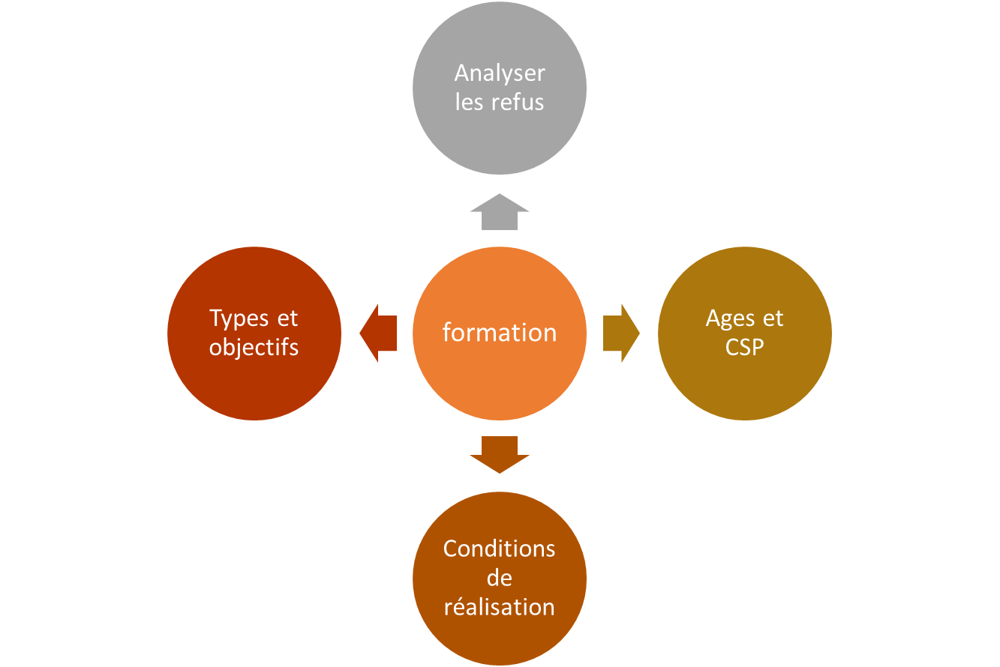 Analyser
les refus
Types et
objectifs
formation
Ages et
CSP
Conditions
de
réalisation